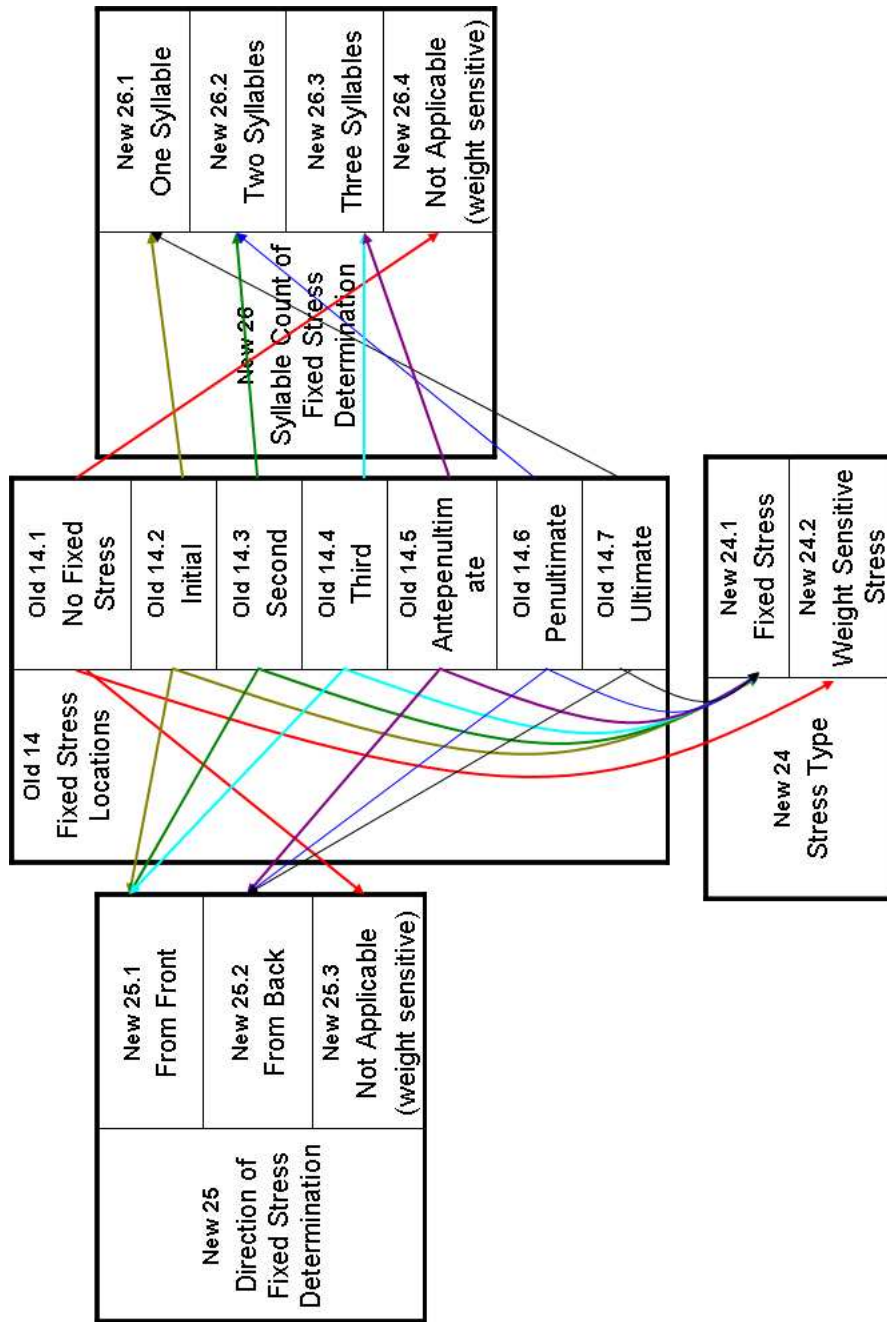 New 25
Direction of
Fixed Stress
Determination
New 25.1
From Front
New 25.2
From Back
New 25.3
Not Applicable
(weight sensitive)
Old 14
Fixed Stress
Locations
Old 14.1
No Fixed
Stress
Old 14.2
Initial
Old 14.3
Second
Old 14.4
Third
Old 14.5
Antepenultim
ate
Old 14.6
Penultimate
Old 14.7
Ultimate
New 26
Syllable Count of
Fixed Stress
Determination
New 26.1
One Syllable
New 26.2
Two Syllables
New 26.3
Three Syllables
New 26.4
Not Applicable
(weight sensitive)
New 24
Stress Type
New 24.1
Fixed Stress
New 24.2
Weight Sensitive
Stress